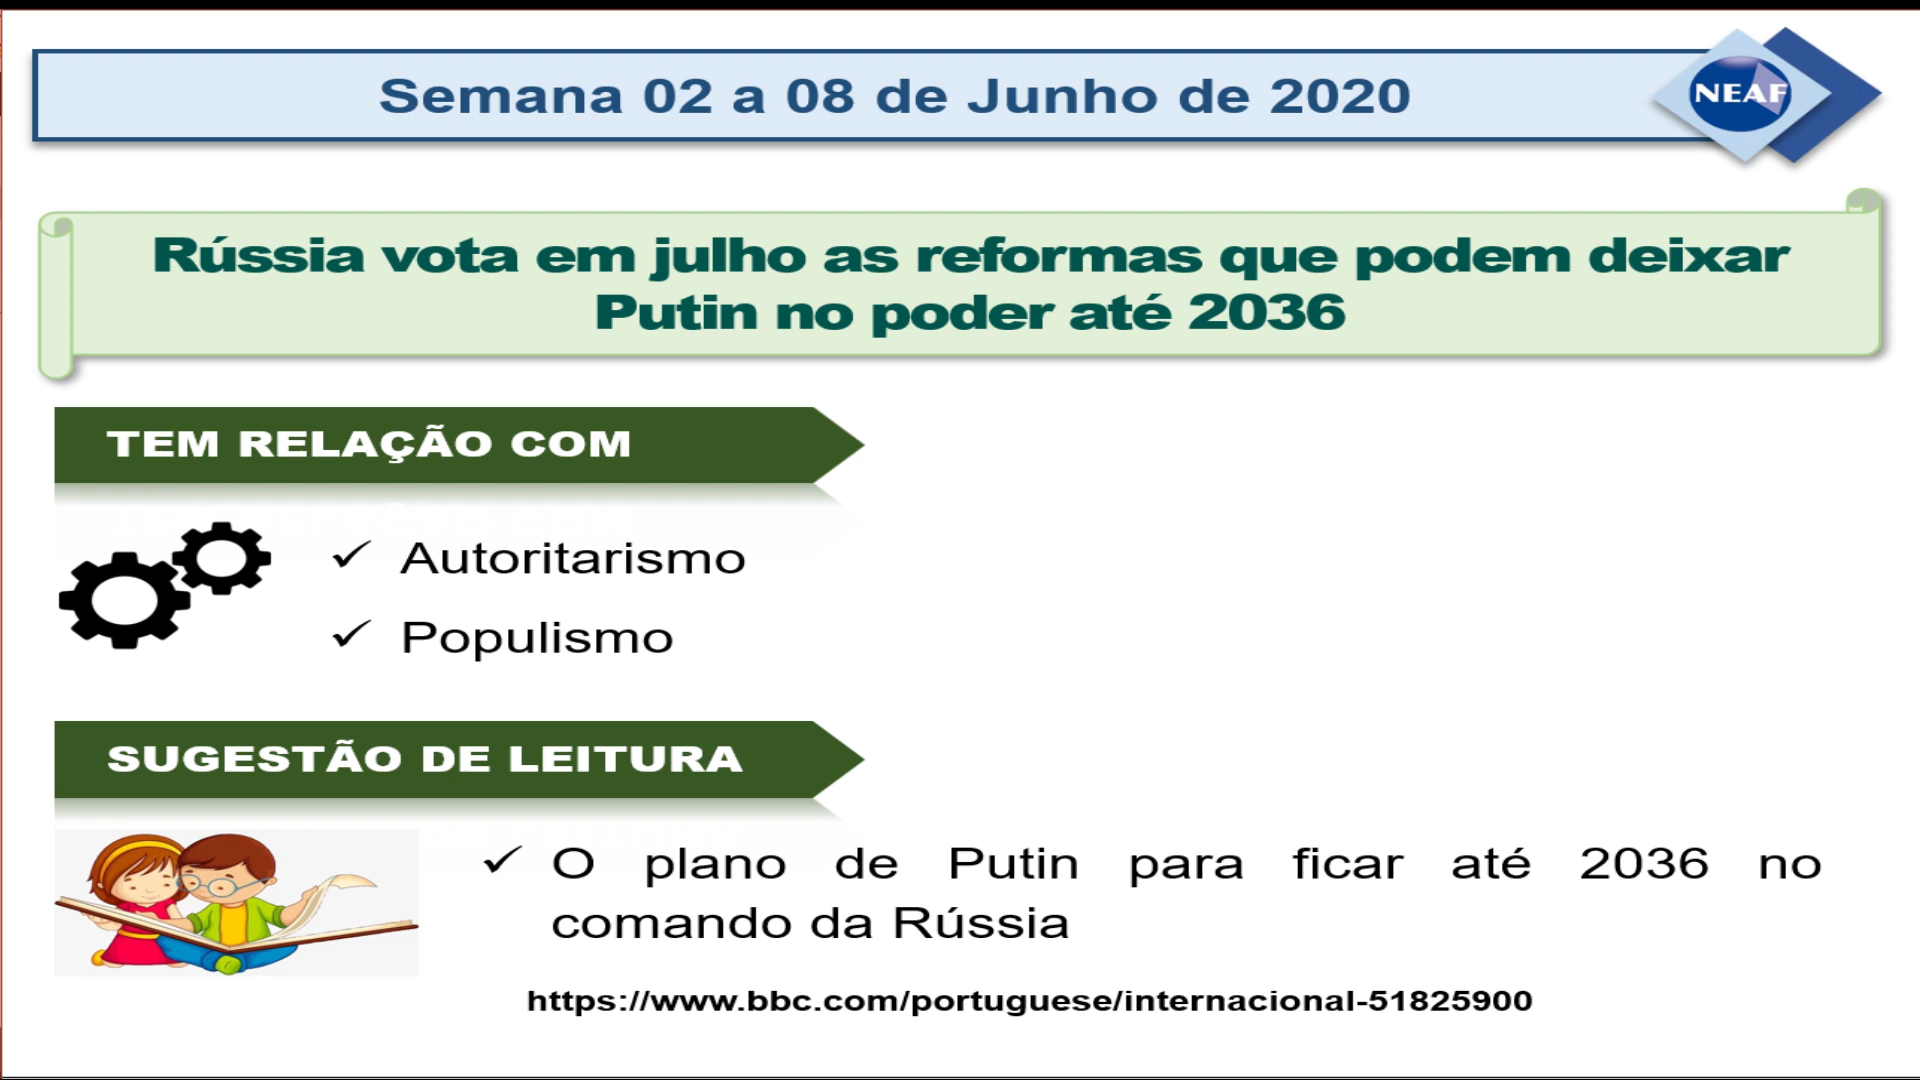 Semana 02 a 08 de Junho de 2020
NEAF
Rússia vota em julho as reformas que podem deixar
Putin no poder até 2036
TEM RELAÇÃO COM
✓ Autoritarismo
✓ Populismo
SUGESTÃO DE LEITURA
✓ O plano de Putin para ficar até 2036 no
comando da Rússia
https://www.bbc.com/portuguese/internacional-51825900